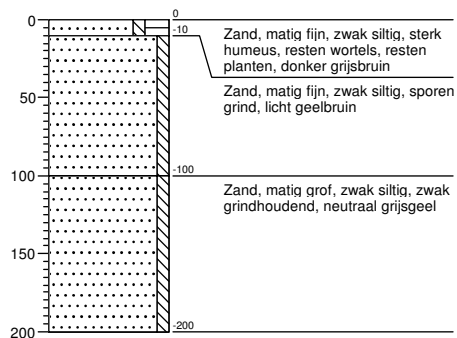 0
0
-10
Zand, matig fijn, zwak siltig, sterk
humeus, resten wortels, resten
planten, donker grijsbruin
Zand, matig fijn, zwak siltig, sporen
grind, licht geelbruin
50
100
-100
Zand, matig grof, zwak siltig, zwak
grindhoudend, neutraal grijsgeel
150
200
-200